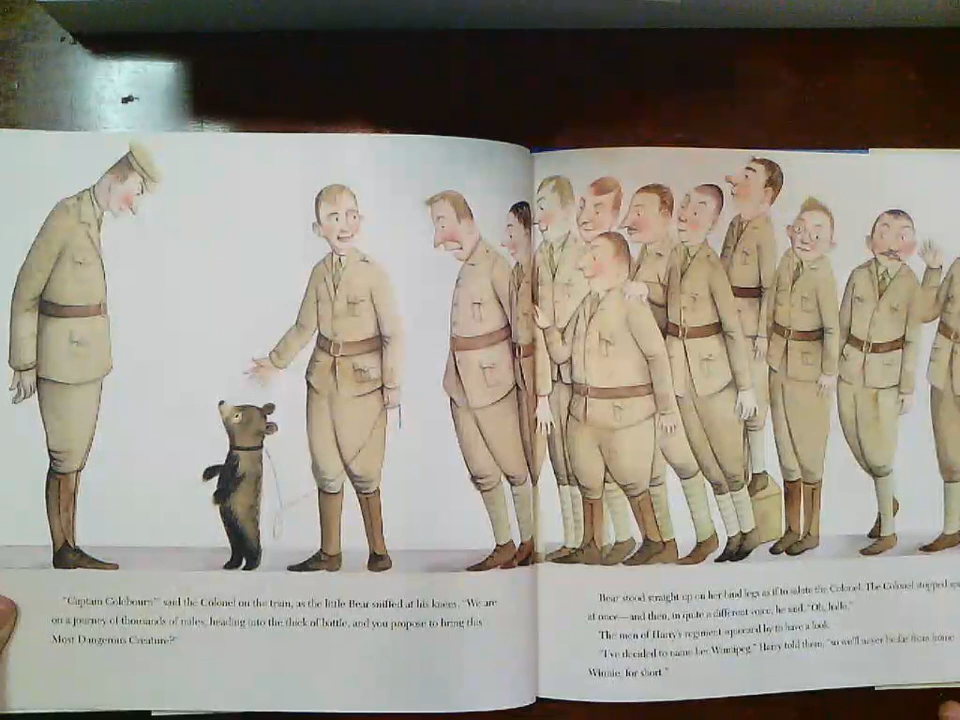 "Captain Colebourn!" said the Colonel on the train, as the little Bear sniffed at his knees. "We are
on a journey of thousands of miles, heading into the thick of battle, and you propose to bring this
Most Dangerous Creature?"
Bear stood straight up on her hind legs as if to salute the Colonel. The Colonel stopped
at once—and then, in quite a different voice, he said, "Oh, hallo."
The men of Harry's regiment squeezed by to have a look.
"I've decided to name her Winnipeg," Harry told them, "so we'll never be far from home.
Winnie, for short."